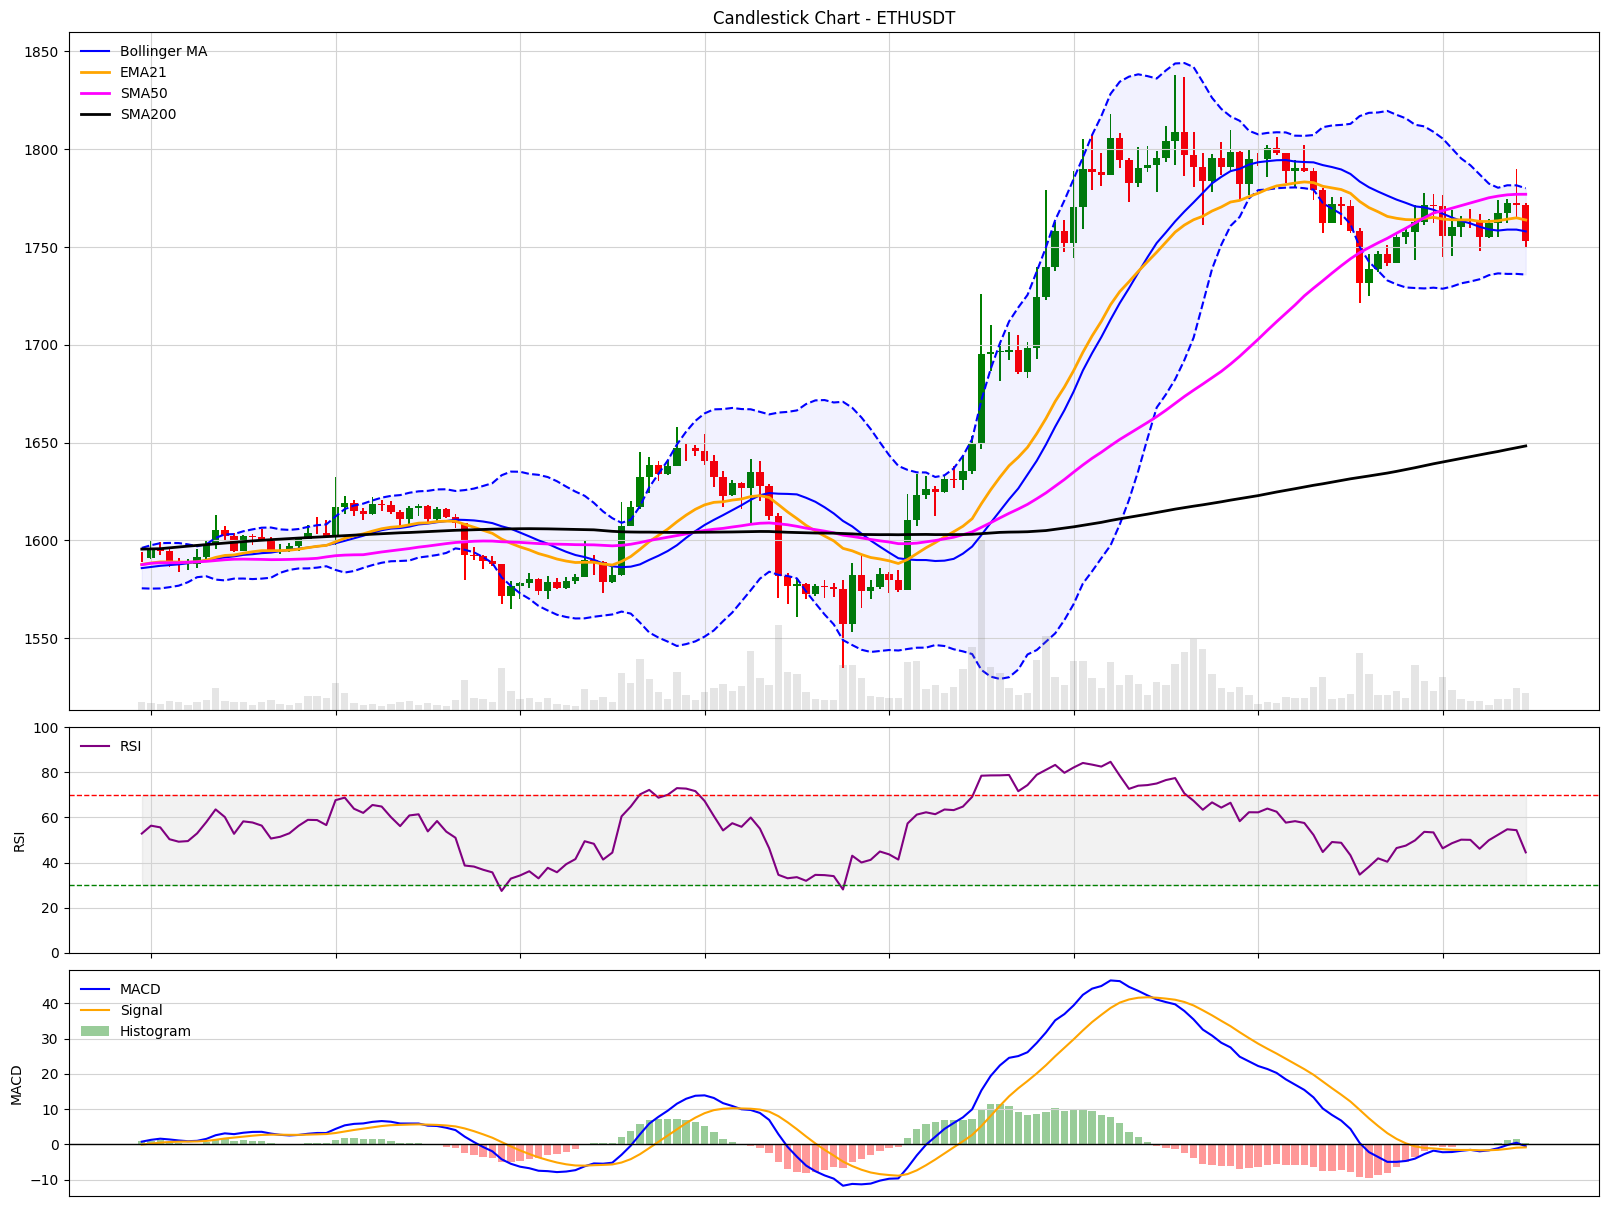 Candlestick Chart - ETHUSDT
1850
1800
1750
1700
1650
1600
1550
Bollinger MA
EMA21
SMA50
SMA200
100
80
60
40
20
0
RSI
RSI
40
30
20
10
0
−10
MACD
MACD
Signal
Histogram